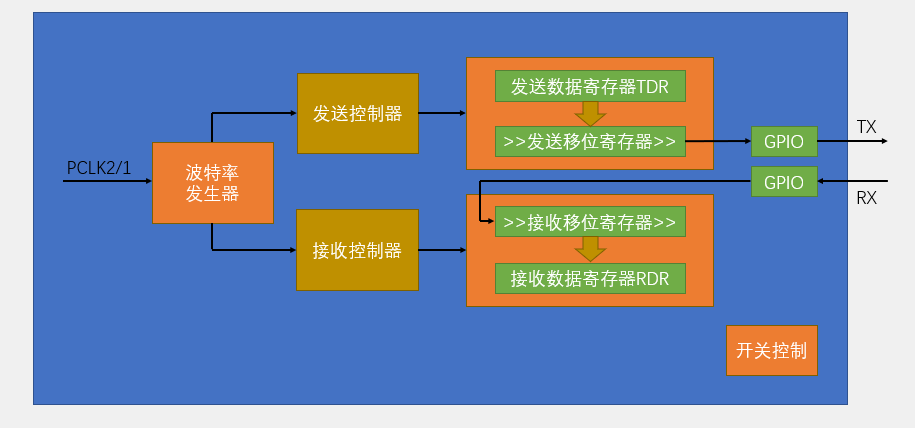 发送数据寄存器TDR
发送控制器
>>发送移位寄存器>>
GPIO
TX
PCLK2/1
波特率
发生器
GPIO
RX
>>接收移位寄存器>>
接收控制器
接收数据寄存器RDR
开关控制